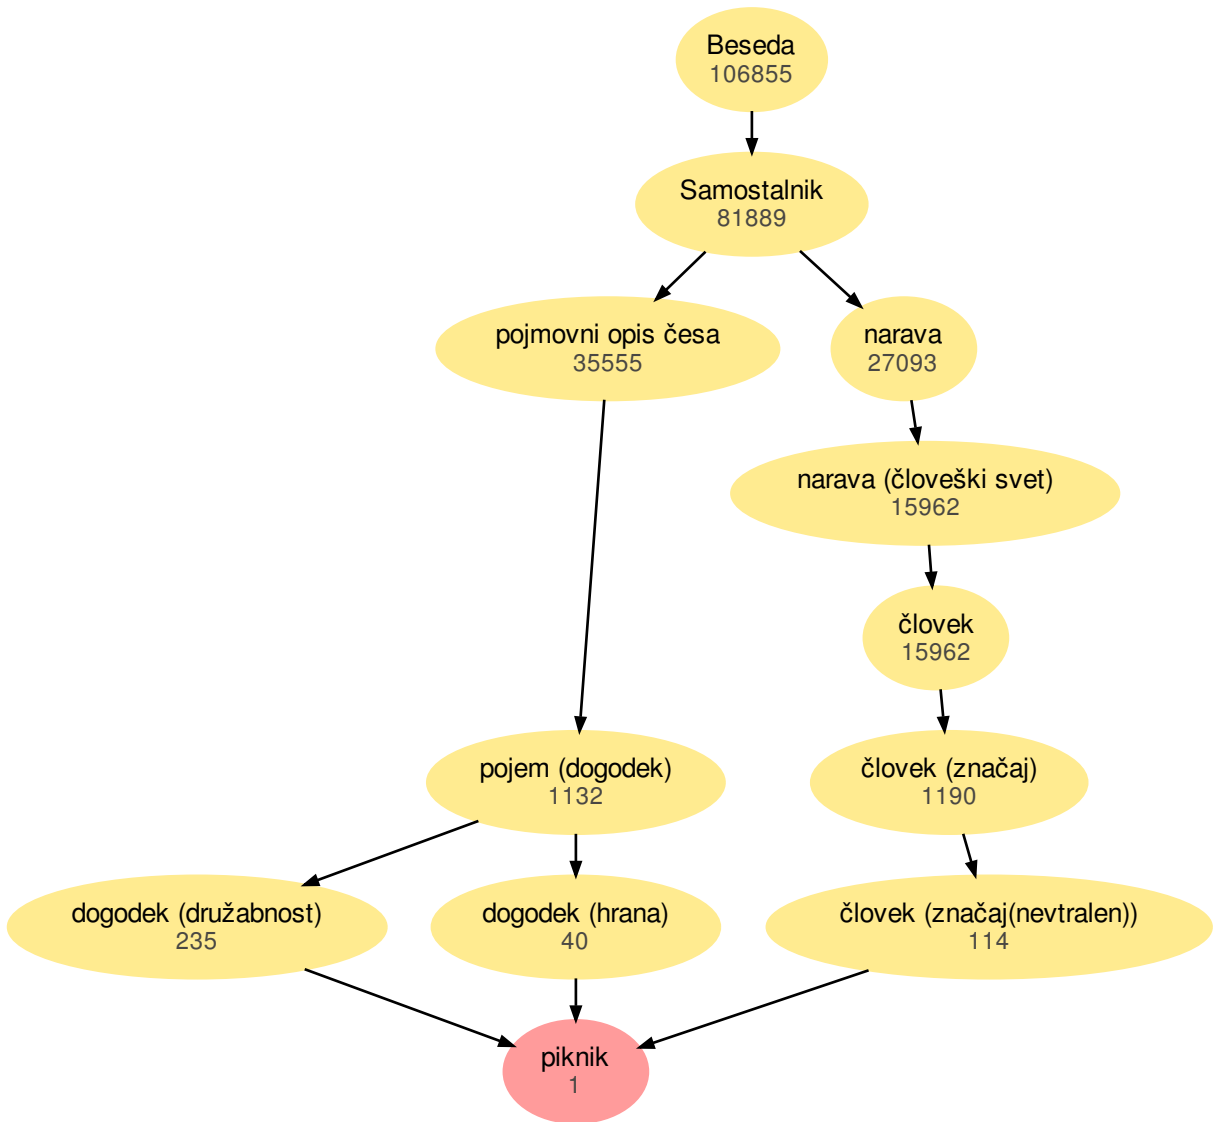 Beseda
106855
Samostalnik
81889
pojmovni opis česa
35555
narava
27093
narava (človeški svet)
15962
človek
15962
pojem (dogodek)
1132
človek (značaj)
1190
dogodek (družabnost)
235
dogodek (hrana)
40
človek (značaj(nevtralen))
114
piknik
1